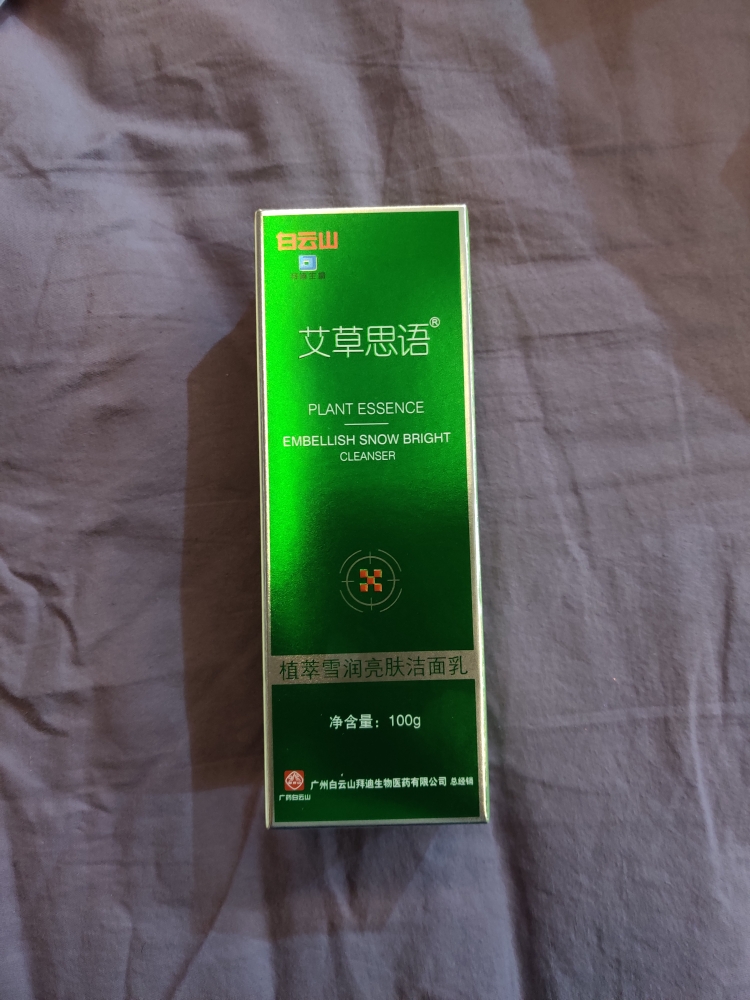 白云山
艾草思语®
PLANT ESSENCE
EMBELLISH SNOW BRIGHT
CLEANSER
植萃雪润亮肤洁面乳
净含量：100g
广州白云山拜迪生物医药有限公司 总经销
广药白云山